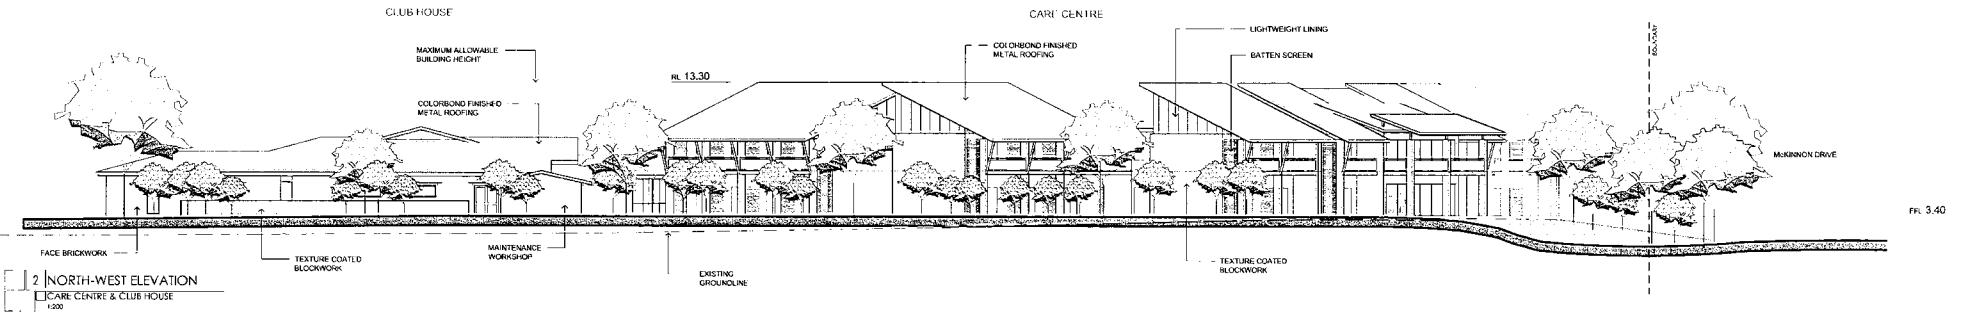 CLUB HOUSE
CARE CENTRE
MAXIMUM ALLOWABLE
BUILDING HEIGHT
COLORBOND FINISHED
METAL ROOFING
RL 13.30
COLORBOND FINISHED
METAL ROOFING
LIGHTWEIGHT LINING
BATTEN SCREEN
BOUNDARY
McKINNON DRIVE
FFL 3.40
FACE BRICKWORK
TEXTURE COATED
BLOCKWORK
MAINTENANCE
WORKSHOP
EXISTING
GROUNDLINE
TEXTURE COATED
BLOCKWORK
2 NORTH-WEST ELEVATION
CARE CENTRE & CLUB HOUSE
1:200